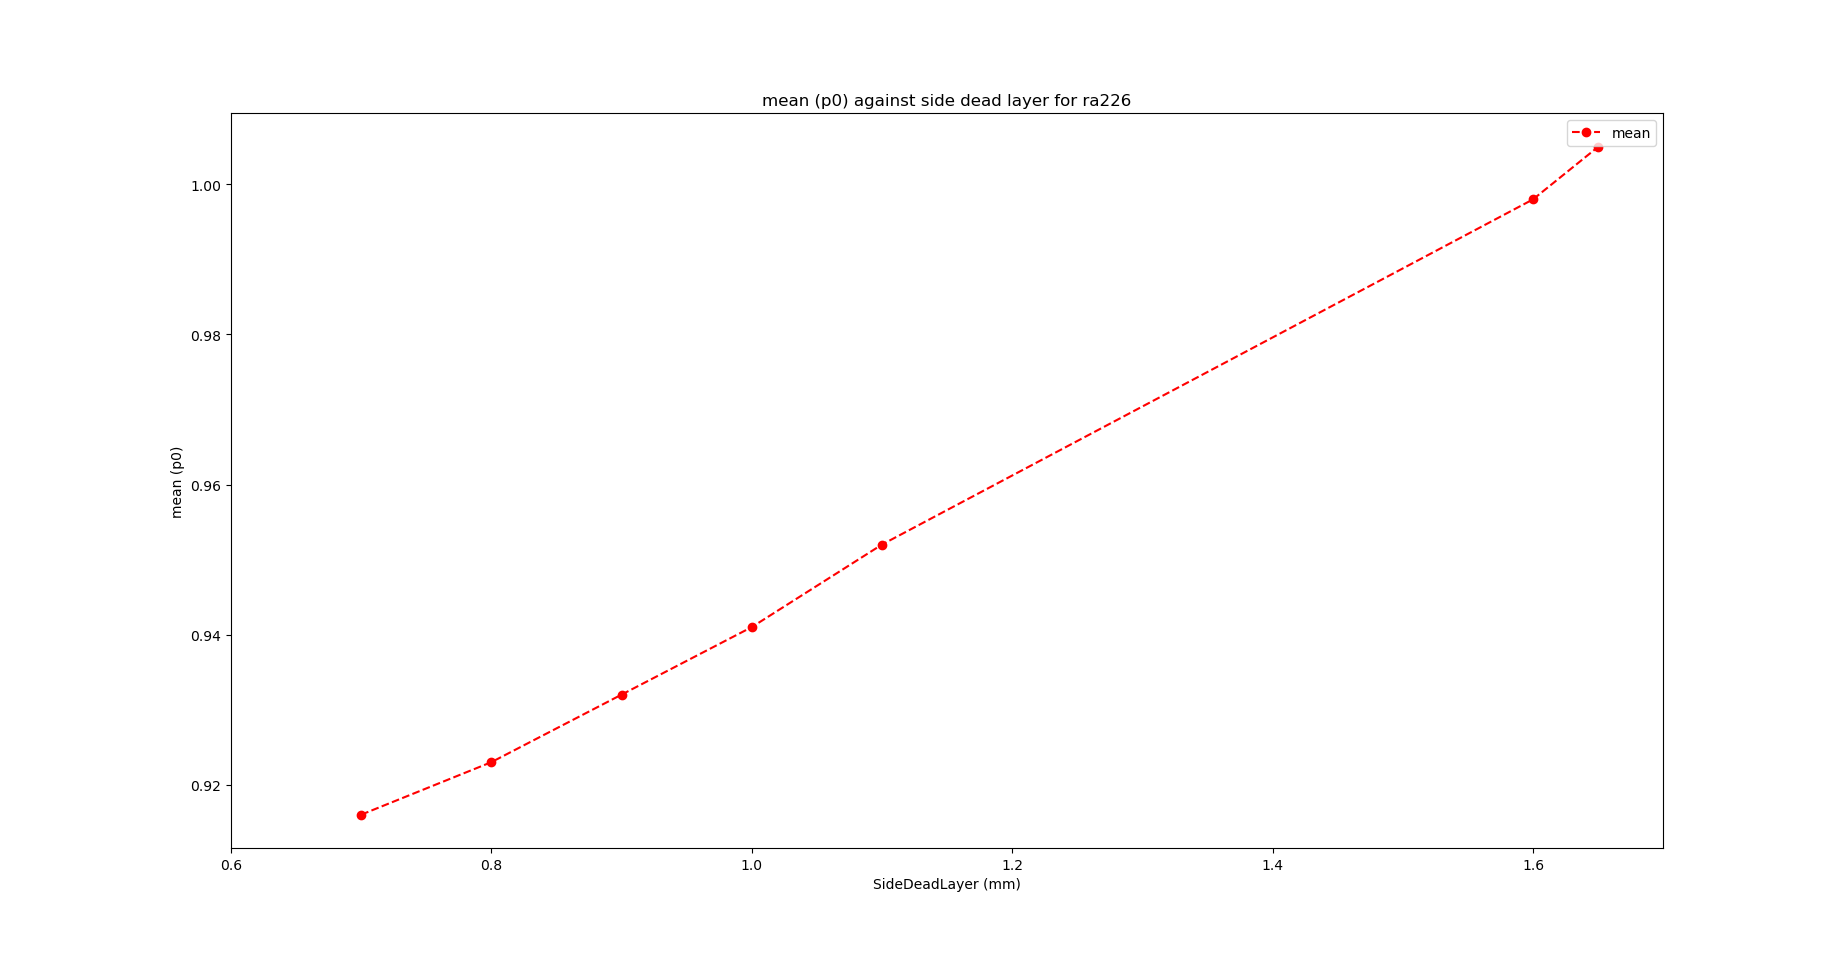 mean (p0) against side dead layer for ra226
mean
1.00
0.98
0.96
0.94
0.92
mean (p0)
0.6
0.8
1.0
1.2
1.4
1.6
SideDeadLayer (mm)